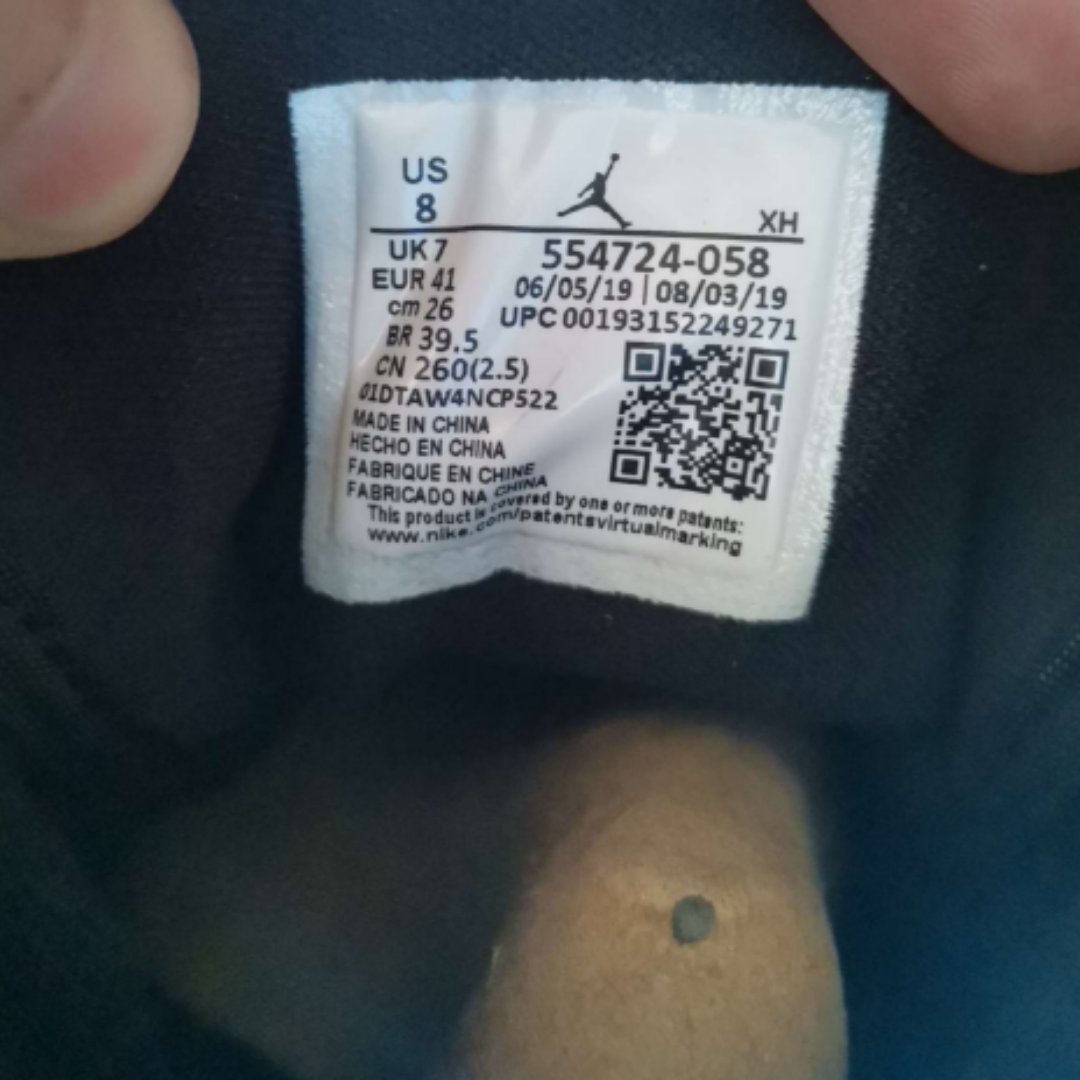 US
8
XH
UK 7
554724-058
EUR 41
06/05/19 | 08/03/19
cm 26
UPC 00193152249271
BR 39.5
CN 260(2.5)
01DTAW4NCP522
MADE IN CHINA
HECHO EN CHINA
FABRIQUE EN CHINE
FABRICADO NA CHINA
This product is covered by one or more patents:
www.nike.com/patentsvirtualmarking